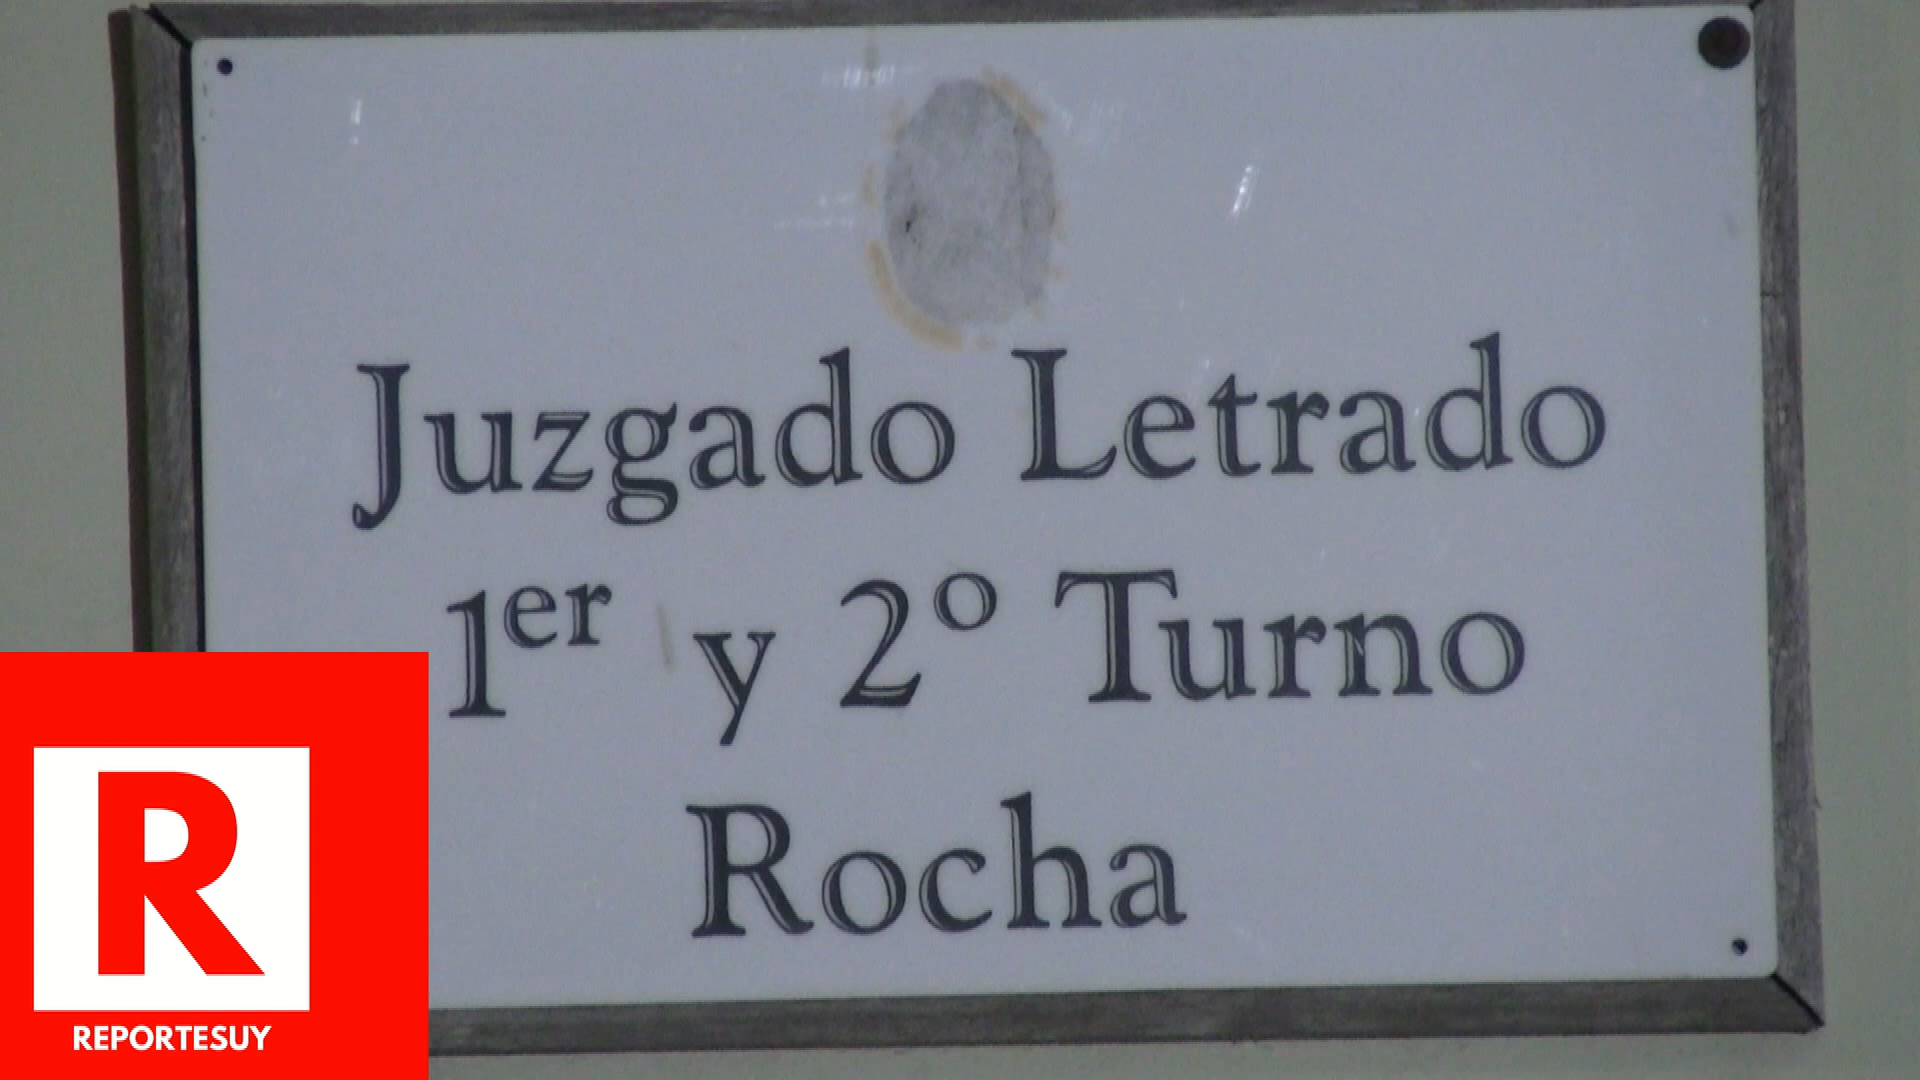 Juzgado Letrado
1er y 2º Turno
Rocha
R
REPORTESUY